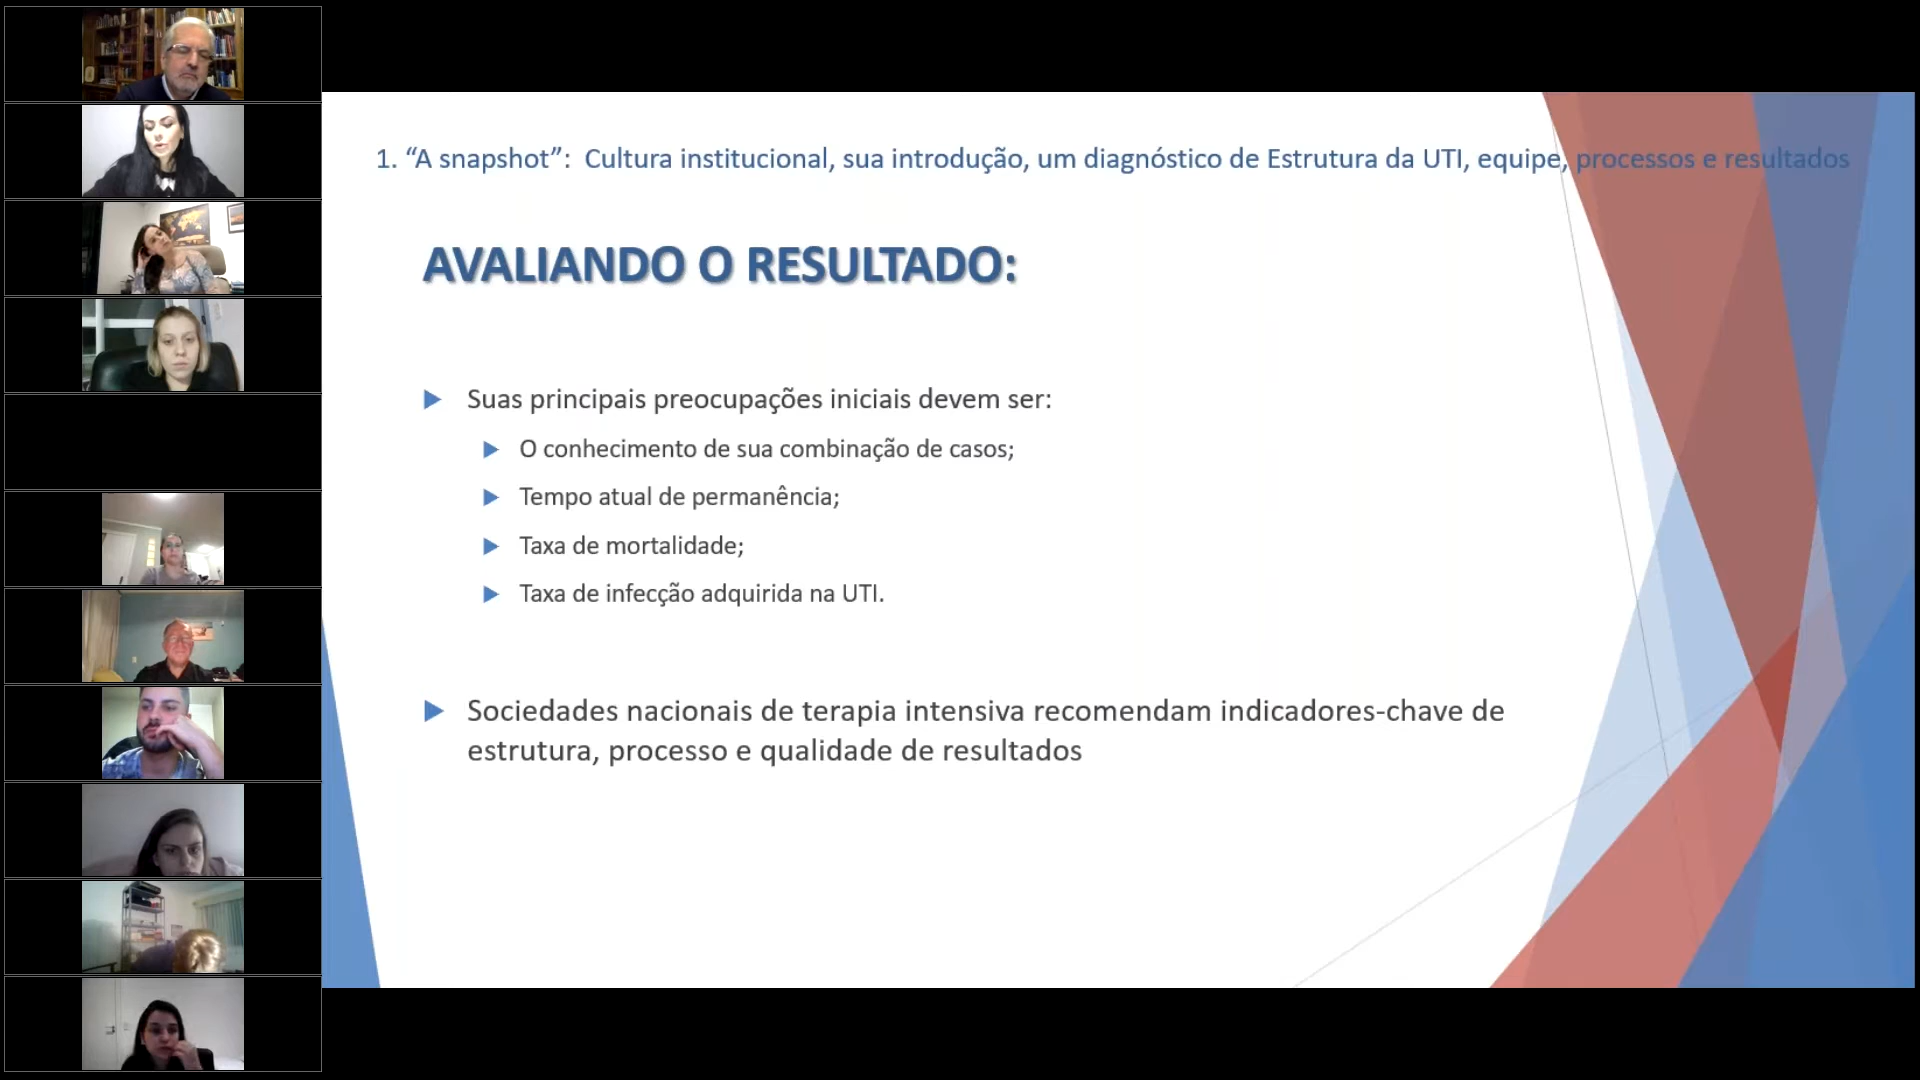 1. “A snapshot”:  Cultura institucional, sua introdução, um diagnóstico de Estrutura da UTI, equipe, processos e resultados
AVALIANDO O RESULTADO:
Suas principais preocupações iniciais devem ser:
O conhecimento de sua combinação de casos;
Tempo atual de permanência;
Taxa de mortalidade;
Taxa de infecção adquirida na UTI.
Sociedades nacionais de terapia intensiva recomendam indicadores-chave de
estrutura, processo e qualidade de resultados